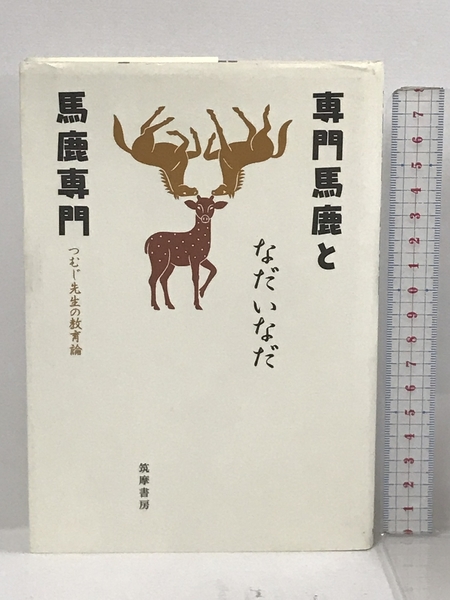 専門馬鹿と
馬鹿専門
つむじ先生の教育論
なだいなだ
筑摩書房